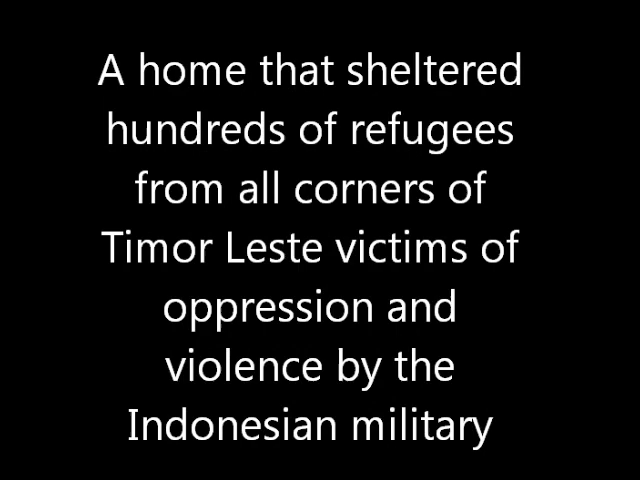 A home that sheltered
hundreds of refugees
from all corners of
Timor Leste victims of
oppression and
violence by the
Indonesian military